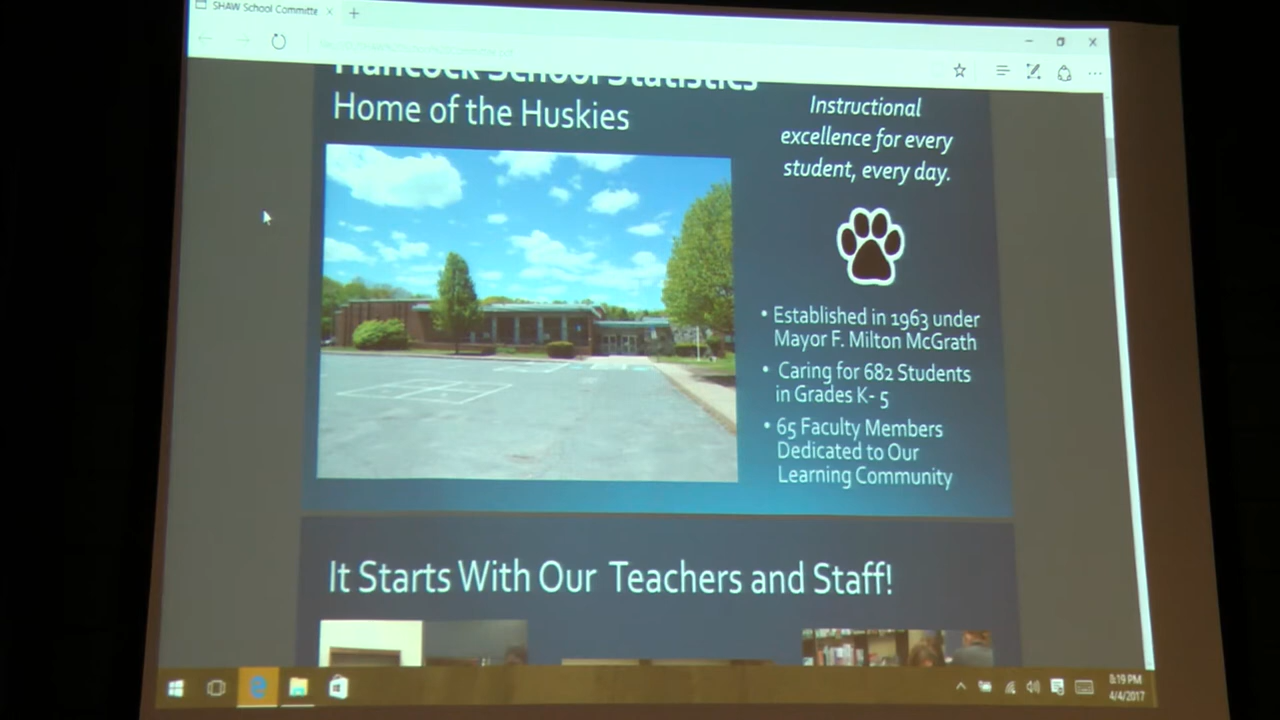 SHAW School Committe
Hancock School Statistics
Home of the Huskies
Instructional
excellence for every
student, every day.
• Established in 1963 under
Mayor F. Milton McGrath
• Caring for 682 Students
in Grades K- 5
• 65 Faculty Members
Dedicated to Our
Learning Community
It Starts With Our Teachers and Staff!
8:19 PM
4/4/2017